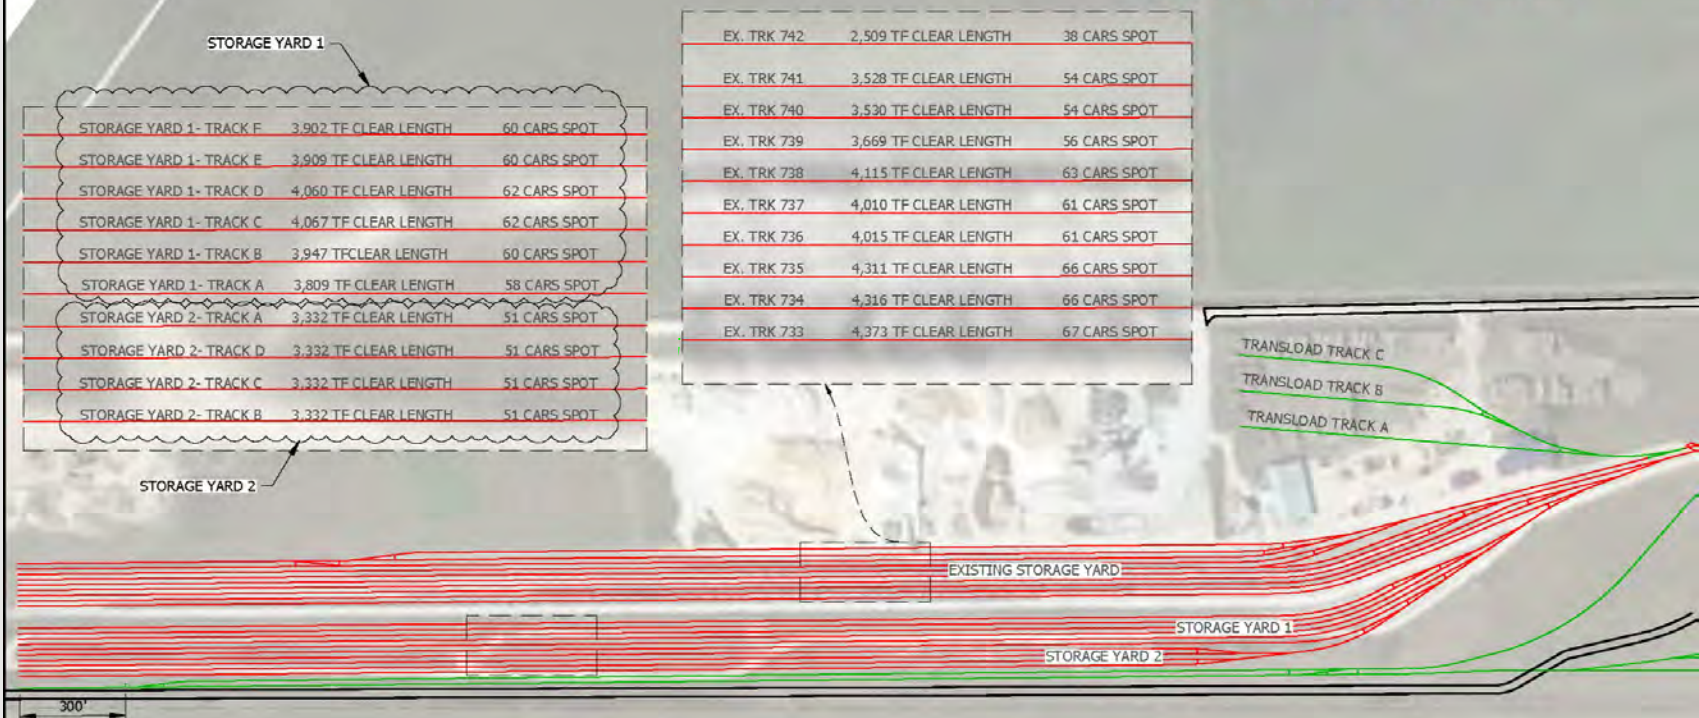 STORAGE YARD 1
STORAGE YARD 1- TRACK F 3,902 TF CLEAR LENGTH 60 CARS SPOT
STORAGE YARD 1- TRACK E 3,909 TF CLEAR LENGTH 60 CARS SPOT
STORAGE YARD 1- TRACK D 4,060 TF CLEAR LENGTH 62 CARS SPOT
STORAGE YARD 1- TRACK C 4,067 TF CLEAR LENGTH 62 CARS SPOT
STORAGE YARD 1- TRACK B 3,947 TFCLEAR LENGTH 60 CARS SPOT
STORAGE YARD 1- TRACK A 3,809 TF CLEAR LENGTH 58 CARS SPOT
STORAGE YARD 2- TRACK A 3,332 TF CLEAR LENGTH 51 CARS SPOT
STORAGE YARD 2- TRACK D 3,332 TF CLEAR LENGTH 51 CARS SPOT
STORAGE YARD 2- TRACK C 3,332 TF CLEAR LENGTH 51 CARS SPOT
STORAGE YARD 2- TRACK B 3,332 TF CLEAR LENGTH 51 CARS SPOT
STORAGE YARD 2
EX. TRK 742 2,509 TF CLEAR LENGTH 38 CARS SPOT
EX. TRK 741 3,528 TF CLEAR LENGTH 54 CARS SPOT
EX. TRK 740 3,530 TF CLEAR LENGTH 54 CARS SPOT
EX. TRK 739 3,669 TF CLEAR LENGTH 56 CARS SPOT
EX. TRK 738 4,115 TF CLEAR LENGTH 63 CARS SPOT
EX. TRK 737 4,010 TF CLEAR LENGTH 61 CARS SPOT
EX. TRK 736 4,015 TF CLEAR LENGTH 61 CARS SPOT
EX. TRK 735 4,311 TF CLEAR LENGTH 66 CARS SPOT
EX. TRK 734 4,316 TF CLEAR LENGTH 66 CARS SPOT
EX. TRK 733 4,373 TF CLEAR LENGTH 67 CARS SPOT
TRANSLOAD TRACK C
TRANSLOAD TRACK B
TRANSLOAD TRACK A
EXISTING STORAGE YARD
STORAGE YARD 1
STORAGE YARD 2
300'